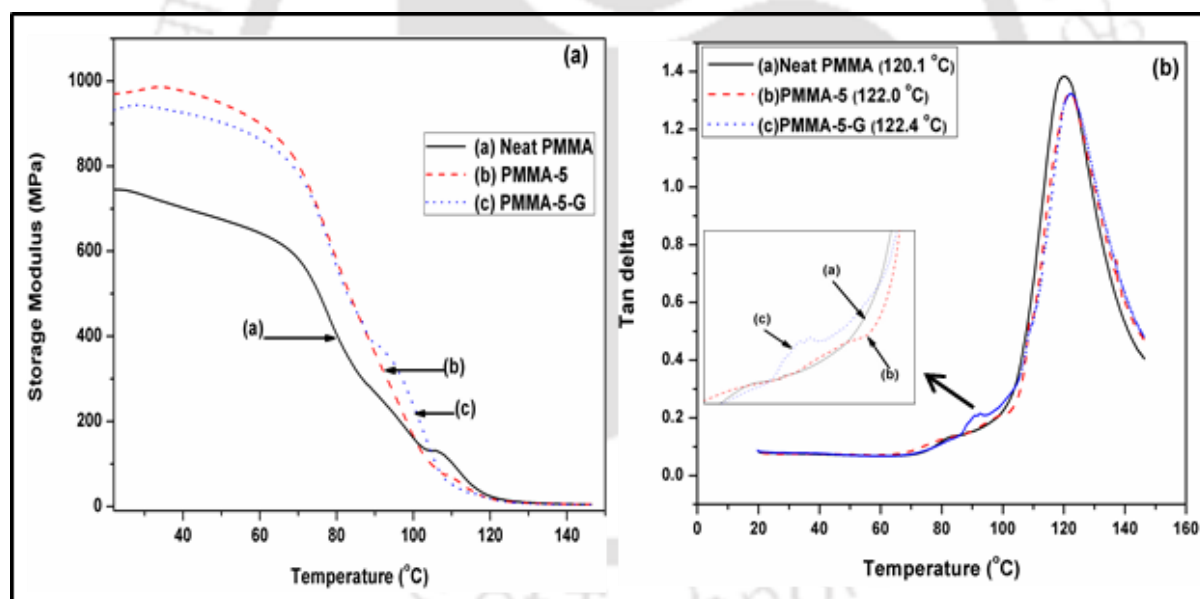 (a)
1000
800
600
400
200
0
Storage Modulus (MPa)
(a) Neat PMMA
(b) PMMA-5
(c) PMMA-5-G
(a)
(b)
(c)
40 60 80 100 120 140
Temperature (°C)
(b)
1.4
1.2
1.0
0.8
0.6
0.4
0.2
0.0
Tan delta
(a)Neat PMMA (120.1 °C)
(b)PMMA-5 (122.0 °C)
(c)PMMA-5-G (122.4 °C)
(a)
(c)
(b)
0 20 40 60 80 100 120 140 160
Temperature (°C)